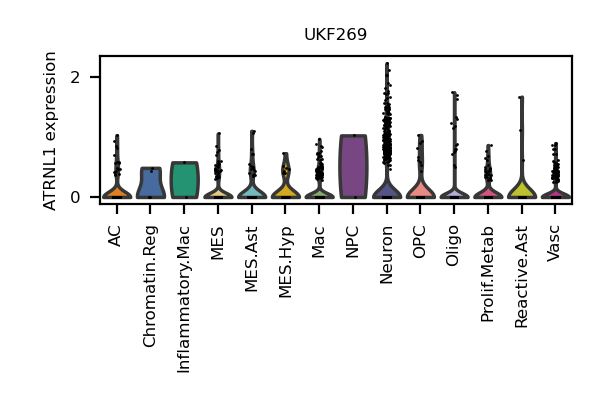 UKF269
ATRNL1 expression
2
0
AC
Chromatin.Reg
Inflammatory.Mac
MES
MES.Ast
MES.Hyp
Mac
NPC
Neuron
OPC
Oligo
Prolif.Metab
Reactive.Ast
Vasc